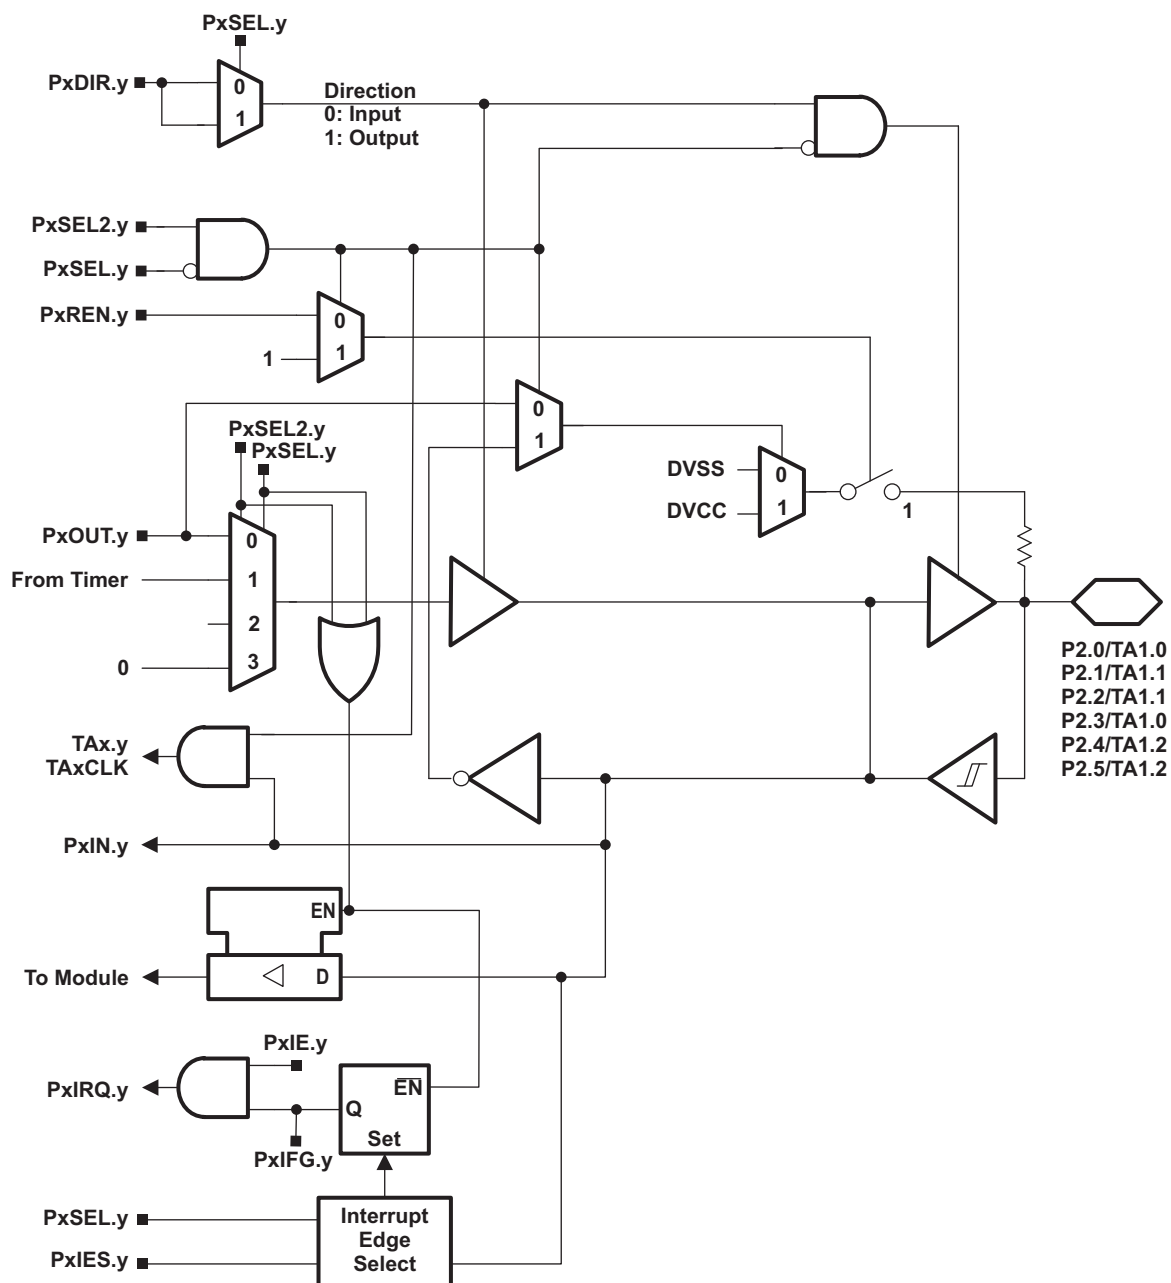 PxSEL.y
PxDIR.y
0
1
Direction
0: Input
1: Output
PxSEL2.y
PxSEL.y
PxREN.y
0
1
1
0
1
PxSEL2.y
PxSEL.y
DVSS
DVCC
0
1
1
PxOUT.y
0
From Timer
1
2
0
3
P2.0/TA1.0
P2.1/TA1.1
P2.2/TA1.1
P2.3/TA1.0
P2.4/TA1.2
P2.5/TA1.2
TAx.y
TAxCLK
PxIN.y
EN
To Module
D
PxIE.y
PxIRQ.y
EN
Q
Set
PxIFG.y
PxSEL.y
PxIES.y
Interrupt
Edge
Select